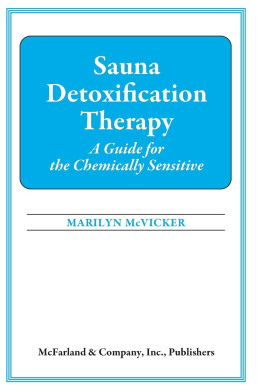 Sauna
Detoxification
Therapy
A Guide for
the Chemically Sensitive
MARILYN McVICKER
McFarland & Company, Inc., Publishers